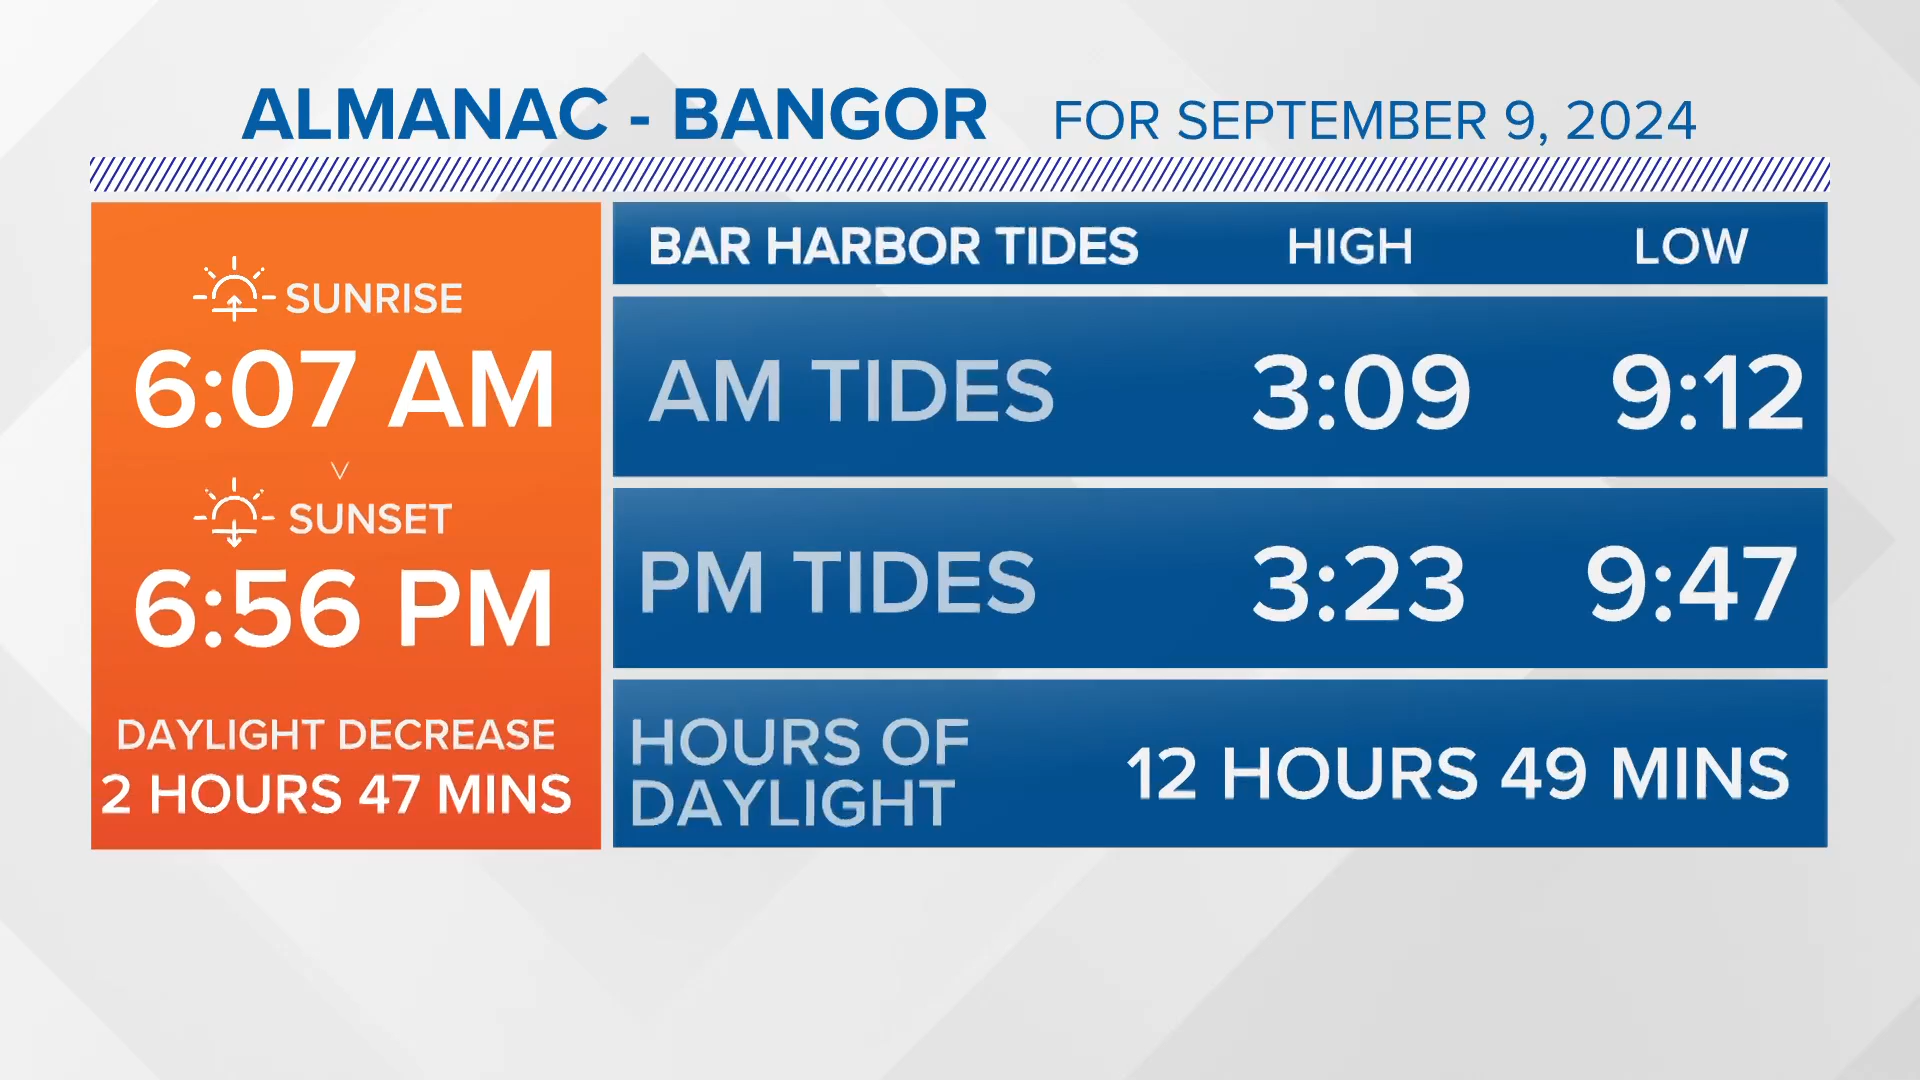 ALMANAC - BANGOR FOR SEPTEMBER 9, 2024
SUNRISE
6:07 AM
SUNSET
6:56 PM
DAYLIGHT DECREASE
2 HOURS 47 MINS
BAR HARBOR TIDES HIGH LOW
AM TIDES 3:09 9:12
PM TIDES 3:23 9:47
HOURS OF
DAYLIGHT
12 HOURS 49 MINS